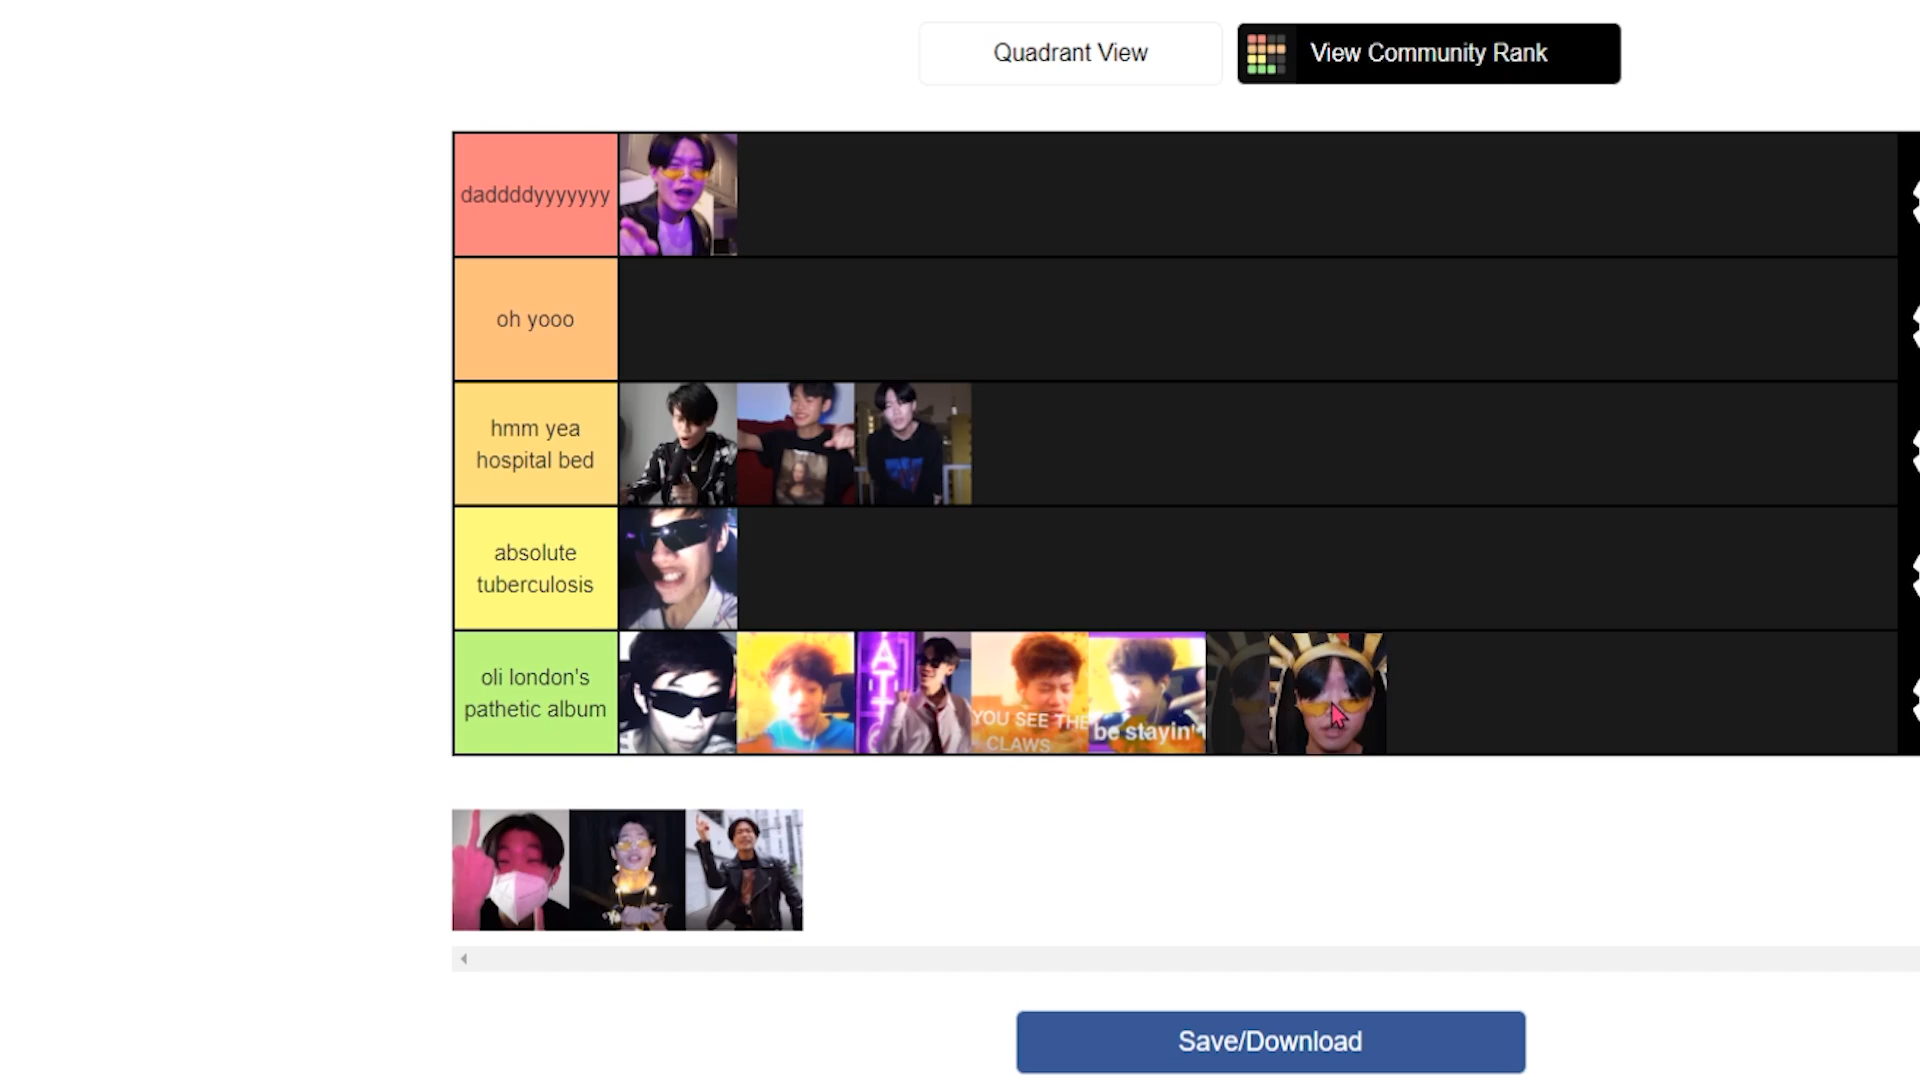 Quadrant View
View Community Rank
daddddyyyyyyy
oh yooo
hmm yea
hospital bed
absolute
tuberculosis
oli london's
pathetic album
YOU SEE THE
CLAWS
be stayin'
Save/Download